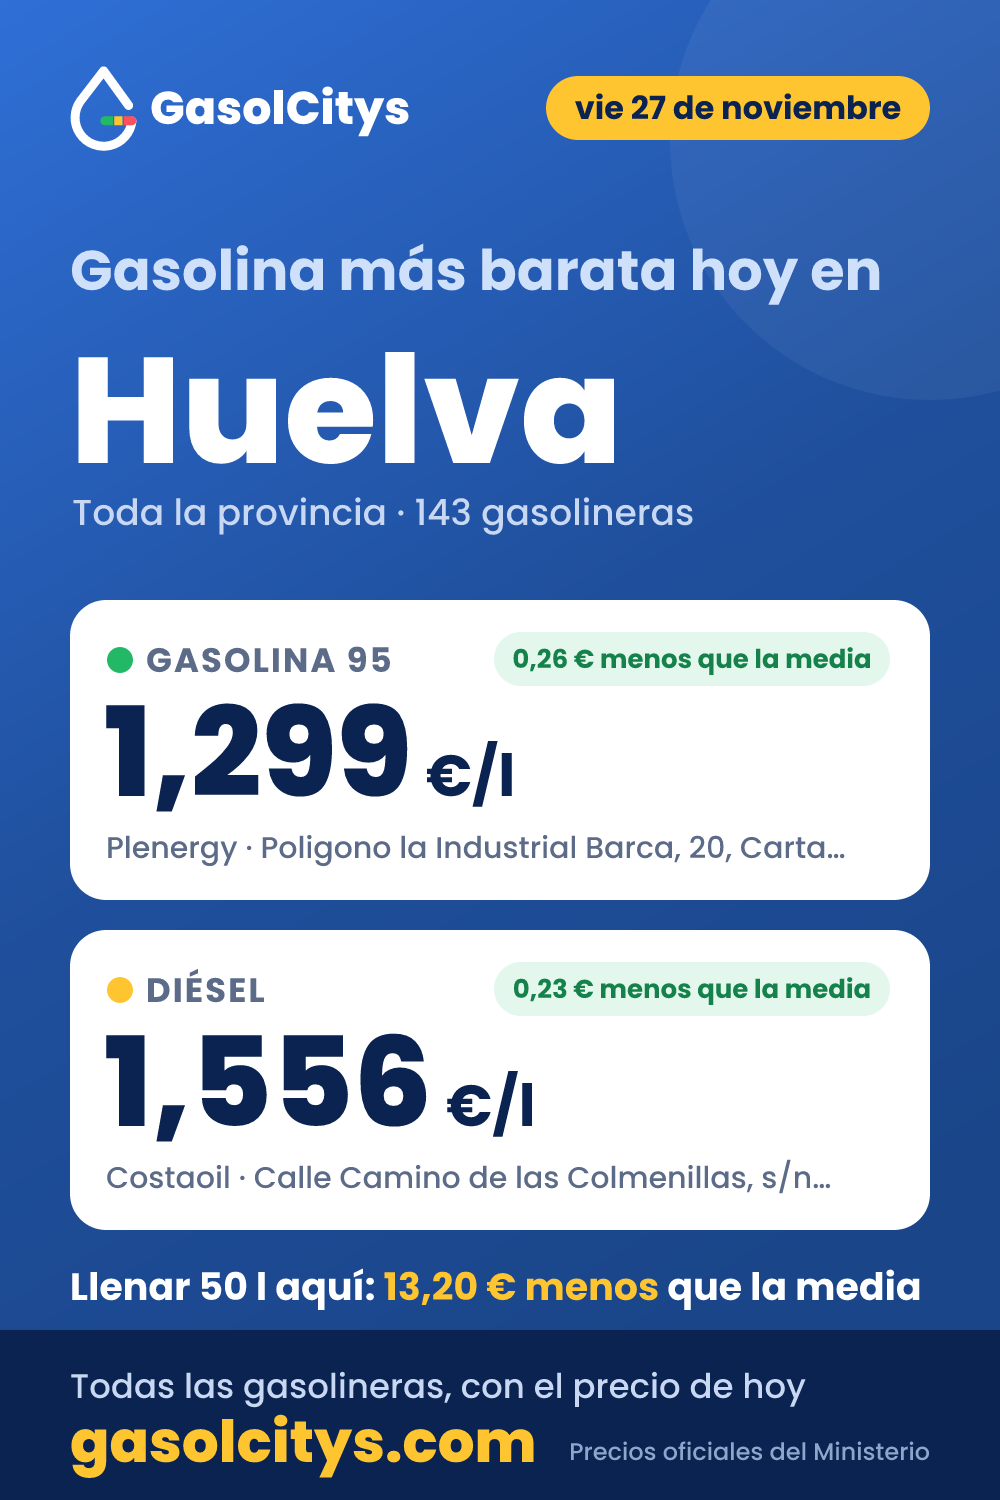 GasolCitys
vie 27 de noviembre
Gasolina más barata hoy en
Huelva
Toda la provincia · 143 gasolineras
GASOLINA 95
0,26 € menos que la media
1,299 €/l
Plenergy · Poligono la Industrial Barca, 20, Carta...
DIÉSEL
0,23 € menos que la media
1,556 €/l
Costaoil · Calle Camino de las Colmenillas, s/n...
Llenar 50 l aquí: 13,20 € menos que la media
Todas las gasolineras, con el precio de hoy
gasolcitys.com
Precios oficiales del Ministerio